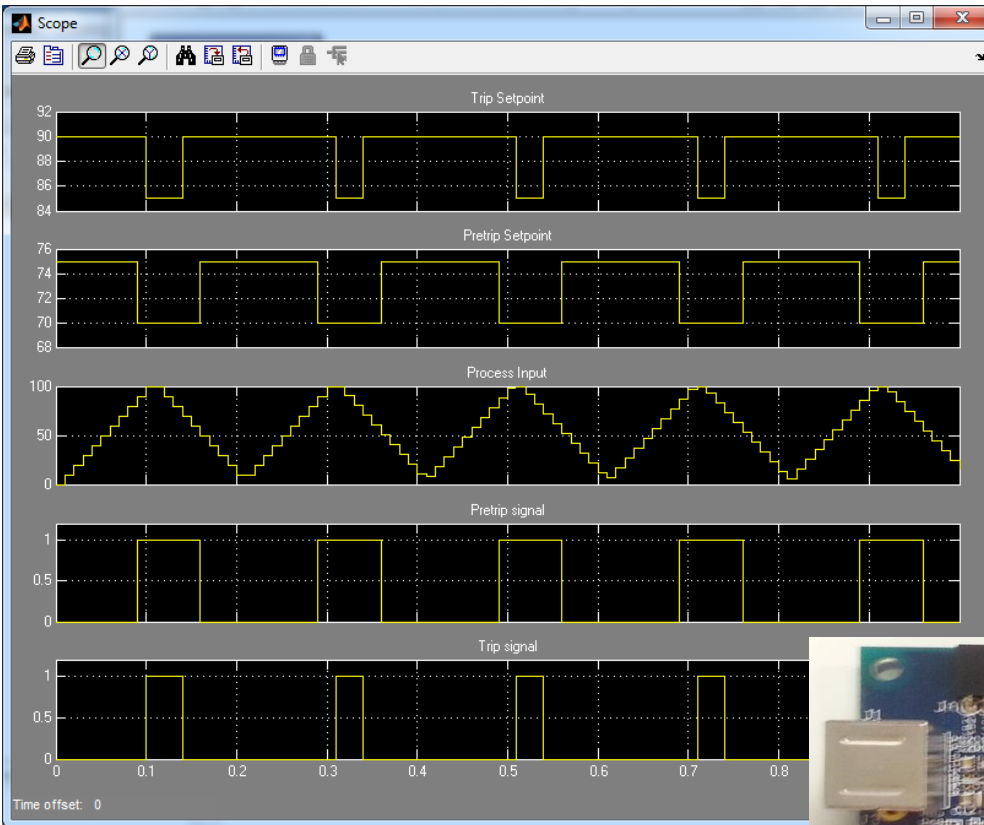 Scope
Trip Setpoint
92
90
88
86
84
Pretrip Setpoint
76
74
72
70
68
Process Input
100
50
0
Pretrip signal
1
0.5
0
Trip signal
1
0.5
0
0 0.1 0.2 0.3 0.4 0.5 0.6 0.7 0.8
Time offset: 0
J1